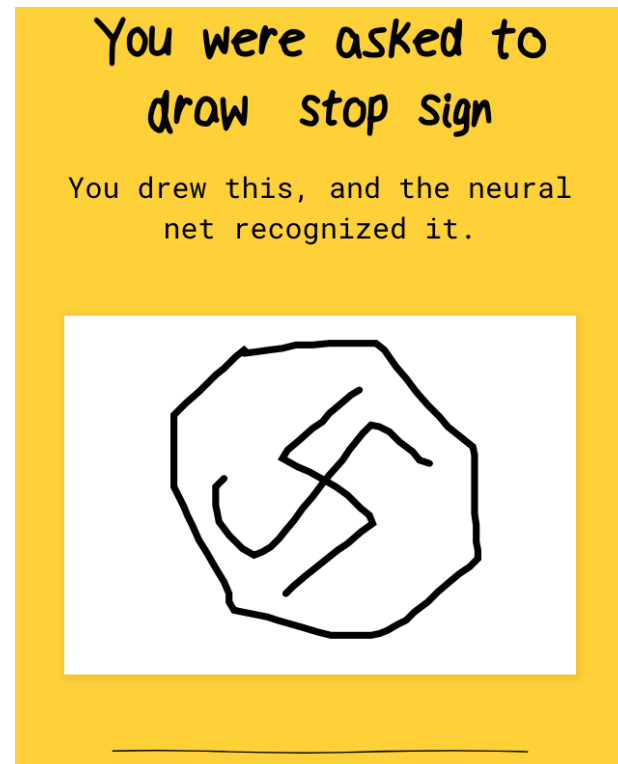 You were asked to
draw stop sign
You drew this, and the neural
net recognized it.